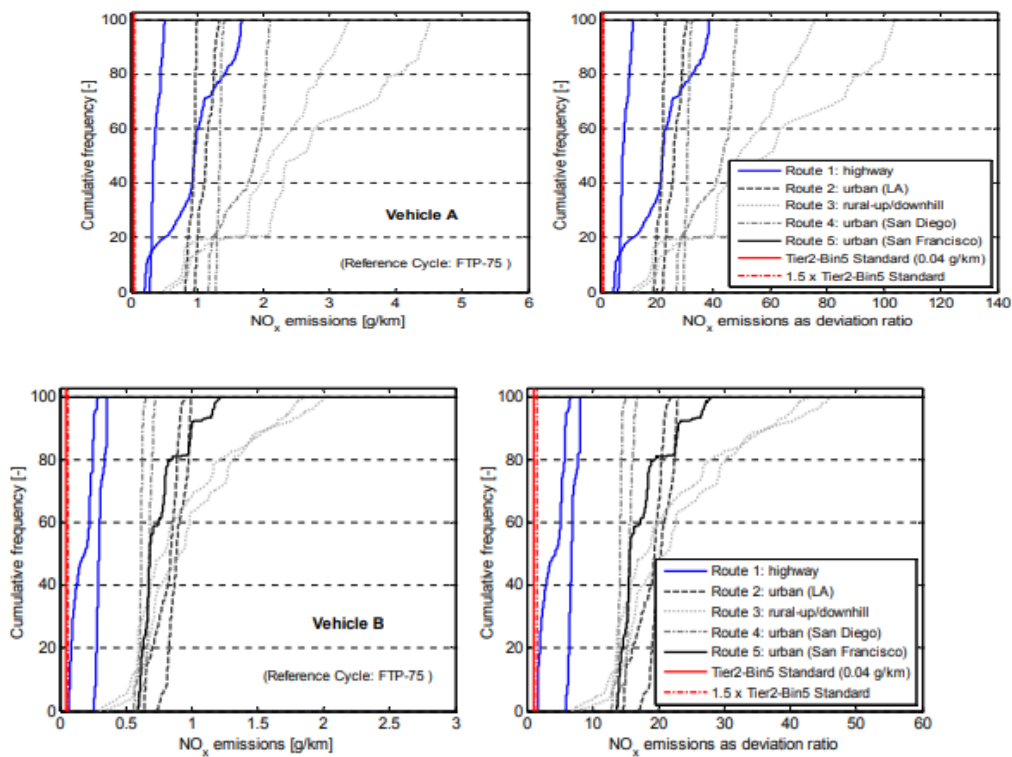 Cumulative frequency [-]
100
80
60
40
20
0
Vehicle A
(Reference Cycle: FTP-75 )
0 1 2 3 4 5 6
NOx emissions [g/km]
Cumulative frequency [-]
100
80
60
40
20
0
Route 1: highway
Route 2: urban (LA)
Route 3: rural-up/downhill
Route 4: urban (San Diego)
Route 5: urban (San Francisco)
Tier2-Bin5 Standard (0.04 g/km)
1.5 x Tier2-Bin5 Standard
0 20 40 60 80 100 120 140
NOx emissions as deviation ratio
Cumulative frequency [-]
100
80
60
40
20
0
Vehicle B
(Reference Cycle: FTP-75 )
0 0.5 1 1.5 2 2.5 3
NOx emissions [g/km]
Cumulative frequency [-]
100
80
60
40
20
0
Route 1: highway
Route 2: urban (LA)
Route 3: rural-up/downhill
Route 4: urban (San Diego)
Route 5: urban (San Francisco)
Tier2-Bin5 Standard (0.04 g/km)
1.5 x Tier2-Bin5 Standard
0 10 20 30 40 50 60
NOx emissions as deviation ratio